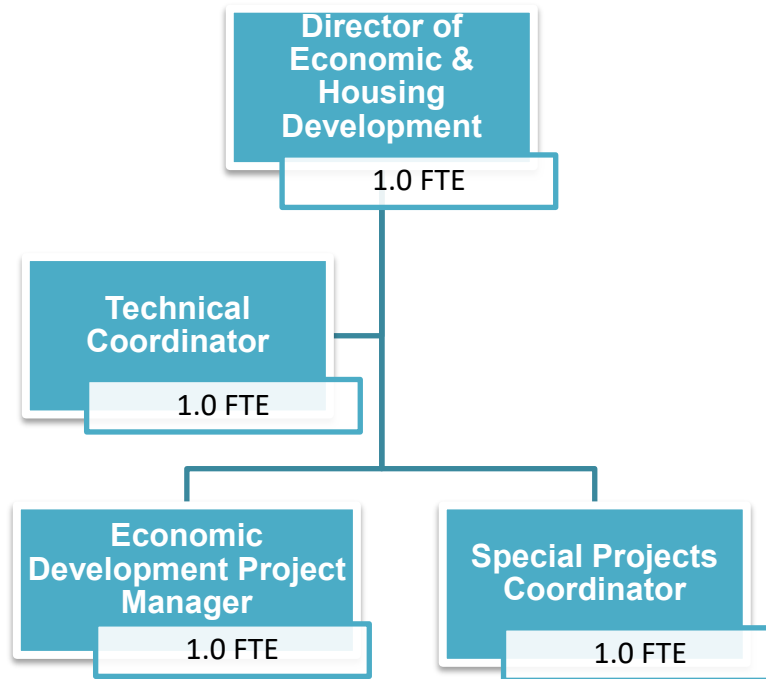 Director of
Economic &
Housing
Development
1.0 FTE
Technical
Coordinator
1.0 FTE
Economic
Development Project
Manager
1.0 FTE
Special Projects
Coordinator
1.0 FTE